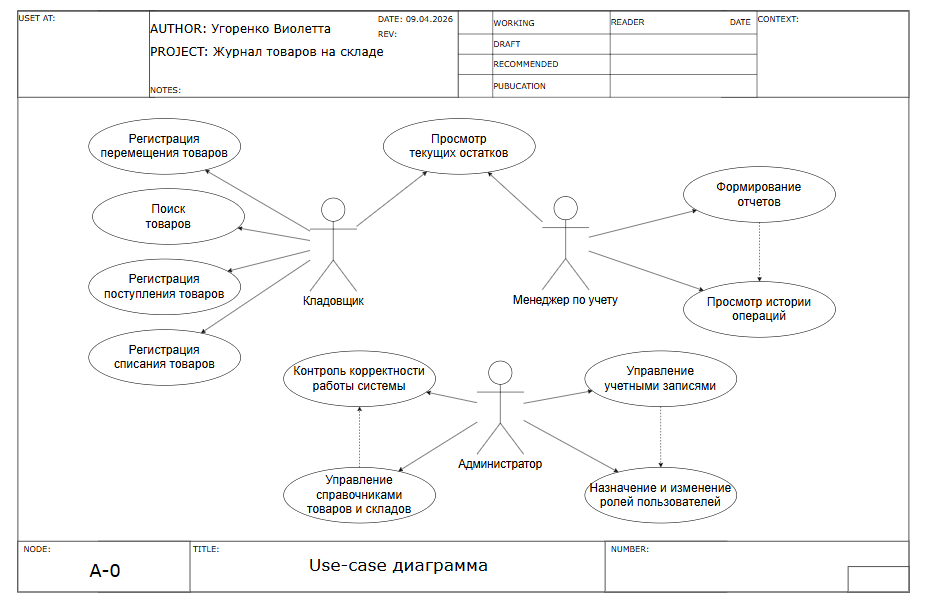 USET AT:
AUTHOR: Угоренко Виолетта
DATE: 09.04.2026
REV:
PROJECT: Журнал товаров на складе
NOTES:
WORKING
DRAFT
RECOMMENDED
PUBUCATION
READER
DATE
CONTEXT:
Регистрация
перемещения товаров
Просмотр
текущих остатков
Формирование
отчетов
Поиск
товаров
Регистрация
поступления товаров
Кладовщик
Менеджер по учету
Просмотр истории
операций
Регистрация
списания товаров
Контроль корректности
работы системы
Управление
учетными записями
Администратор
Управление
справочниками
товаров и складов
Назначение и изменение
ролей пользователей
NODE:
A-0
TITLE:
Use-case диаграмма
NUMBER: